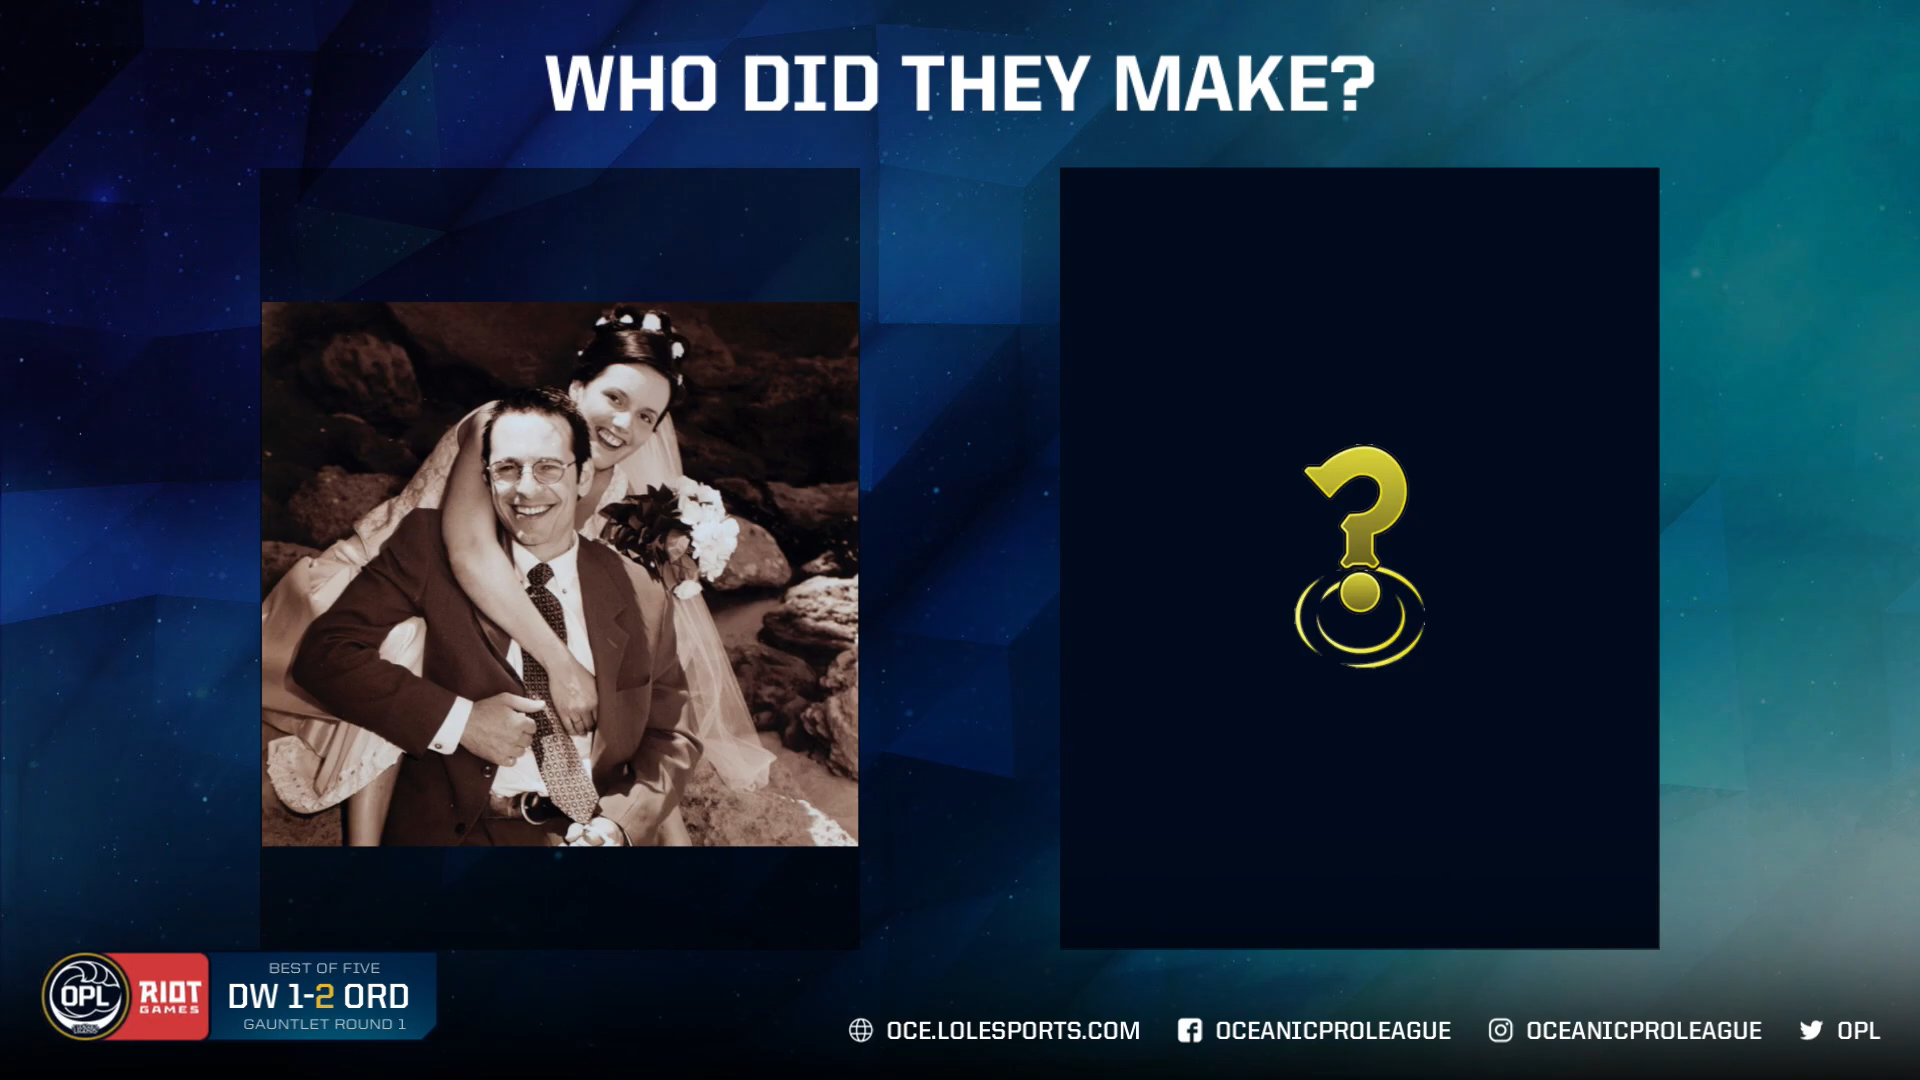 WHO DID THEY MAKE?
?
OPL
RIOT
GAMES
BEST OF FIVE
DW 1-2 ORD
GAUNTLET ROUND 1
OCE.LOLESPORTS.COM
OCEANICPROLEAGUE
OCEANICPROLEAGUE
OPL